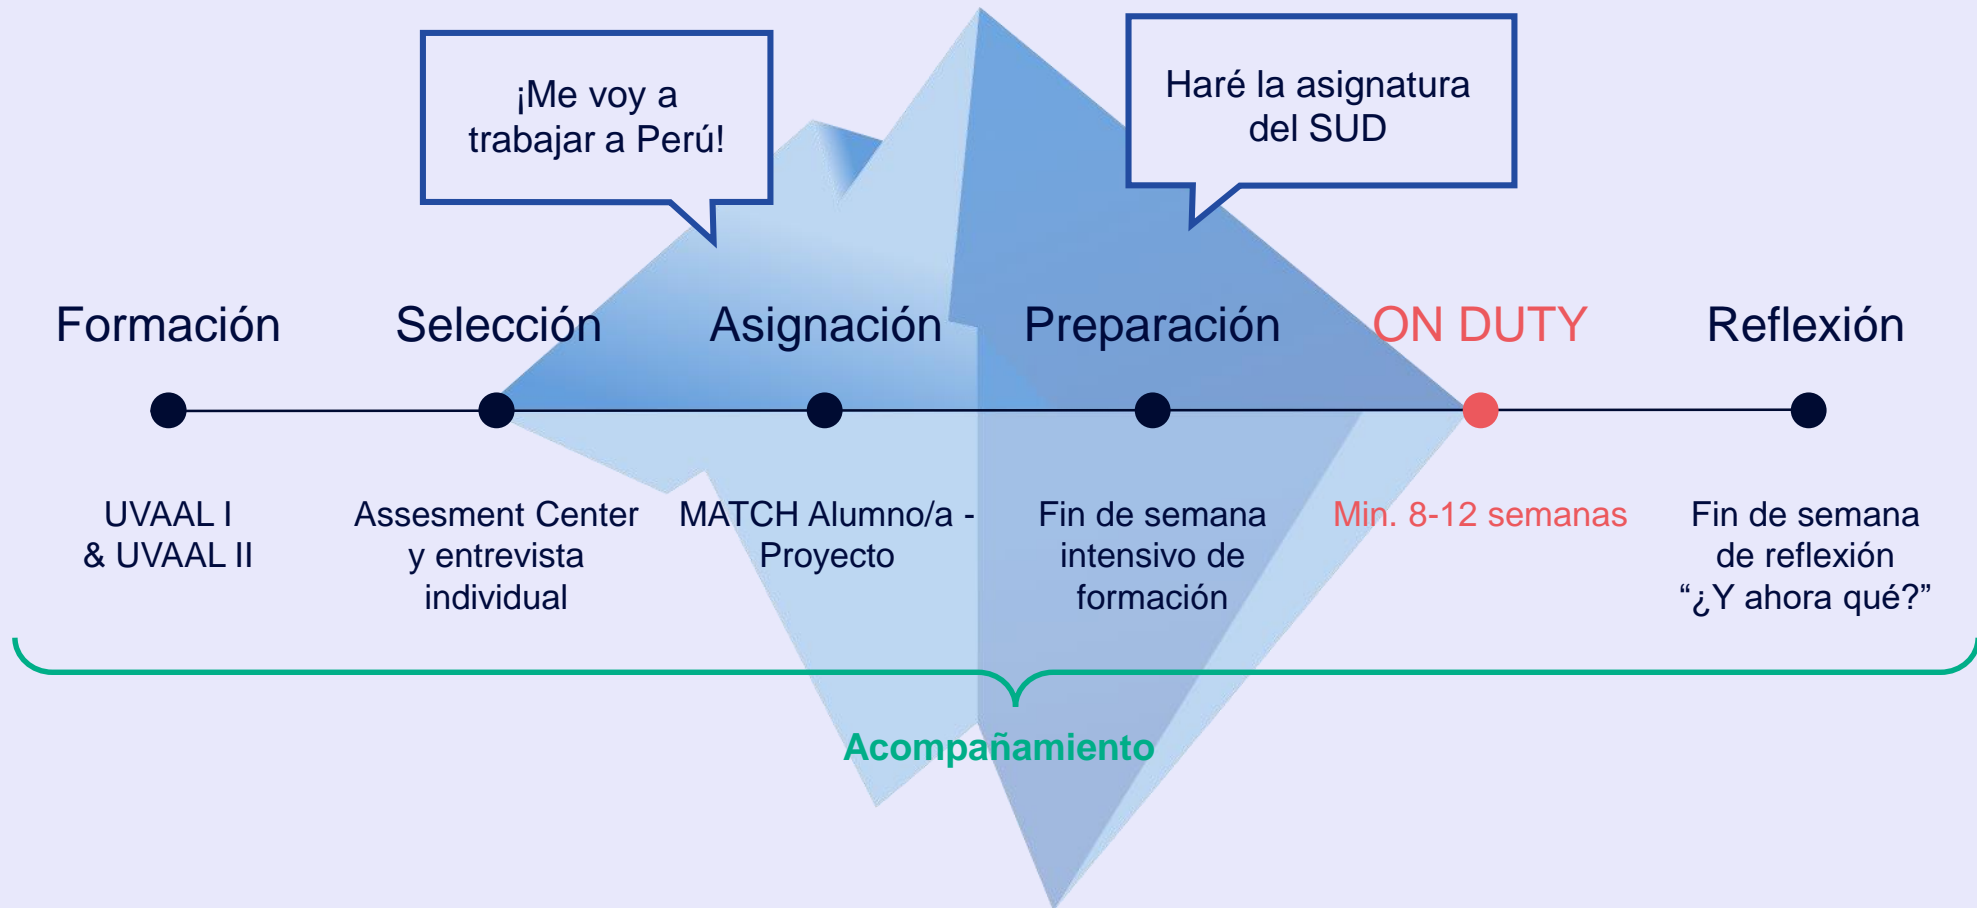 ¡Me voy a
trabajar a Perú!
Haré la asignatura
del SUD
Formación
Selección
Asignación
Preparación
ON DUTY
Reflexión
UVAAL I
& UVAAL II
Assesment Center
y entrevista
individual
MATCH Alumno/a -
Proyecto
Fin de semana
intensivo de
formación
Min. 8-12 semanas
Fin de semana
de reflexión
“¿Y ahora qué?”
Acompañamiento